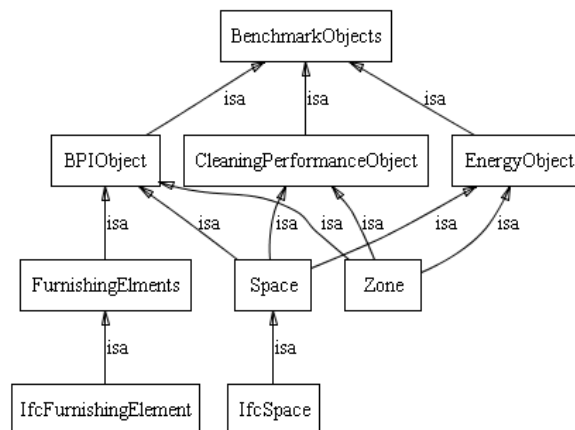 BenchmarkObjects
isa
isa
isa
BPIObject
CleaningPerformanceObject
EnergyObject
isa
isa
isa
isa
isa
isa
isa
FurnishingElments
Space
Zone
isa
isa
IfcFurnishingElement
IfcSpace